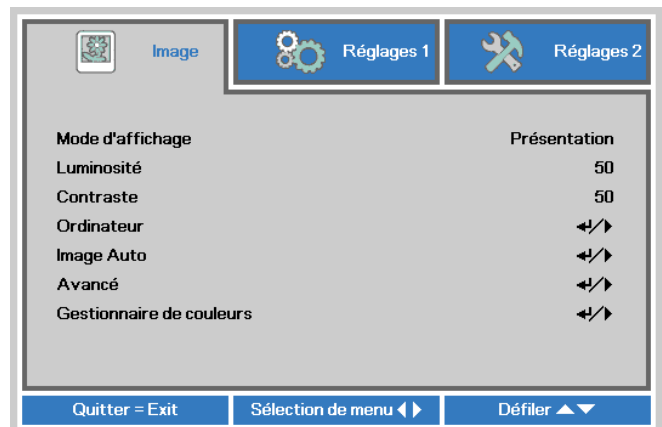 Image Réglages 1 Réglages 2
Mode d'affichage Présentation
Luminosité 50
Contraste 50
Ordinateur ↵/▶
Image Auto ↵/▶
Avancé ↵/▶
Gestionnaire de couleurs ↵/▶
Quitter = Exit Sélection de menu ◀ ▶ Défiler ▲▼